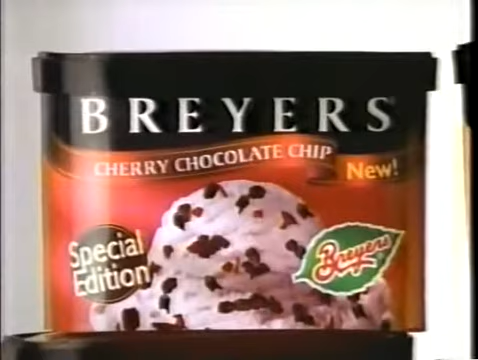 BREYERS
CHERRY CHOCOLATE CHIP
New!
Special
Edition
Breyers